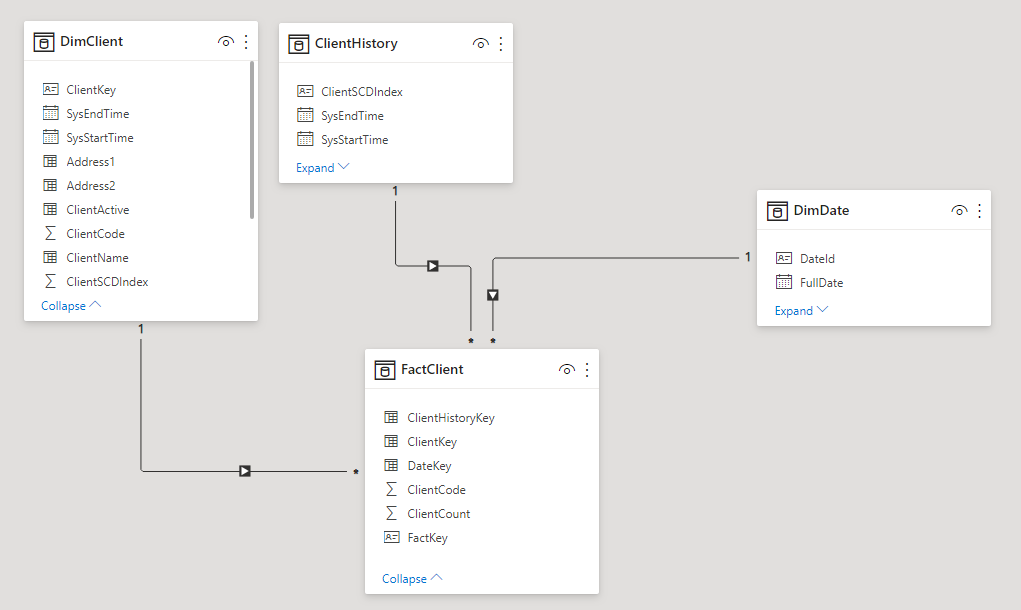 DimClient
ClientKey
SysEndTime
SysStartTime
Address1
Address2
ClientActive
ClientCode
ClientName
ClientSCDIndex
Collapse
1
ClientHistory
ClientSCDIndex
SysEndTime
SysStartTime
Expand
1
DimDate
DateId
FullDate
Expand
1
*
*
*
FactClient
ClientHistoryKey
ClientKey
DateKey
ClientCode
ClientCount
FactKey
Collapse